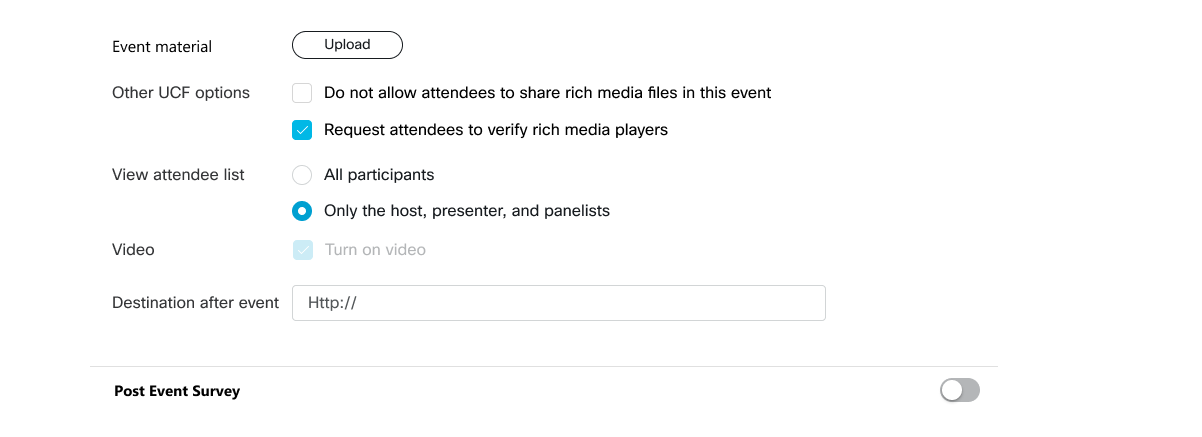 Event material Upload
Other UCF options Do not allow attendees to share rich media files in this event
Request attendees to verify rich media players
View attendee list All participants
Only the host, presenter, and panelists
Video Turn on video
Destination after event Http://
Post Event Survey